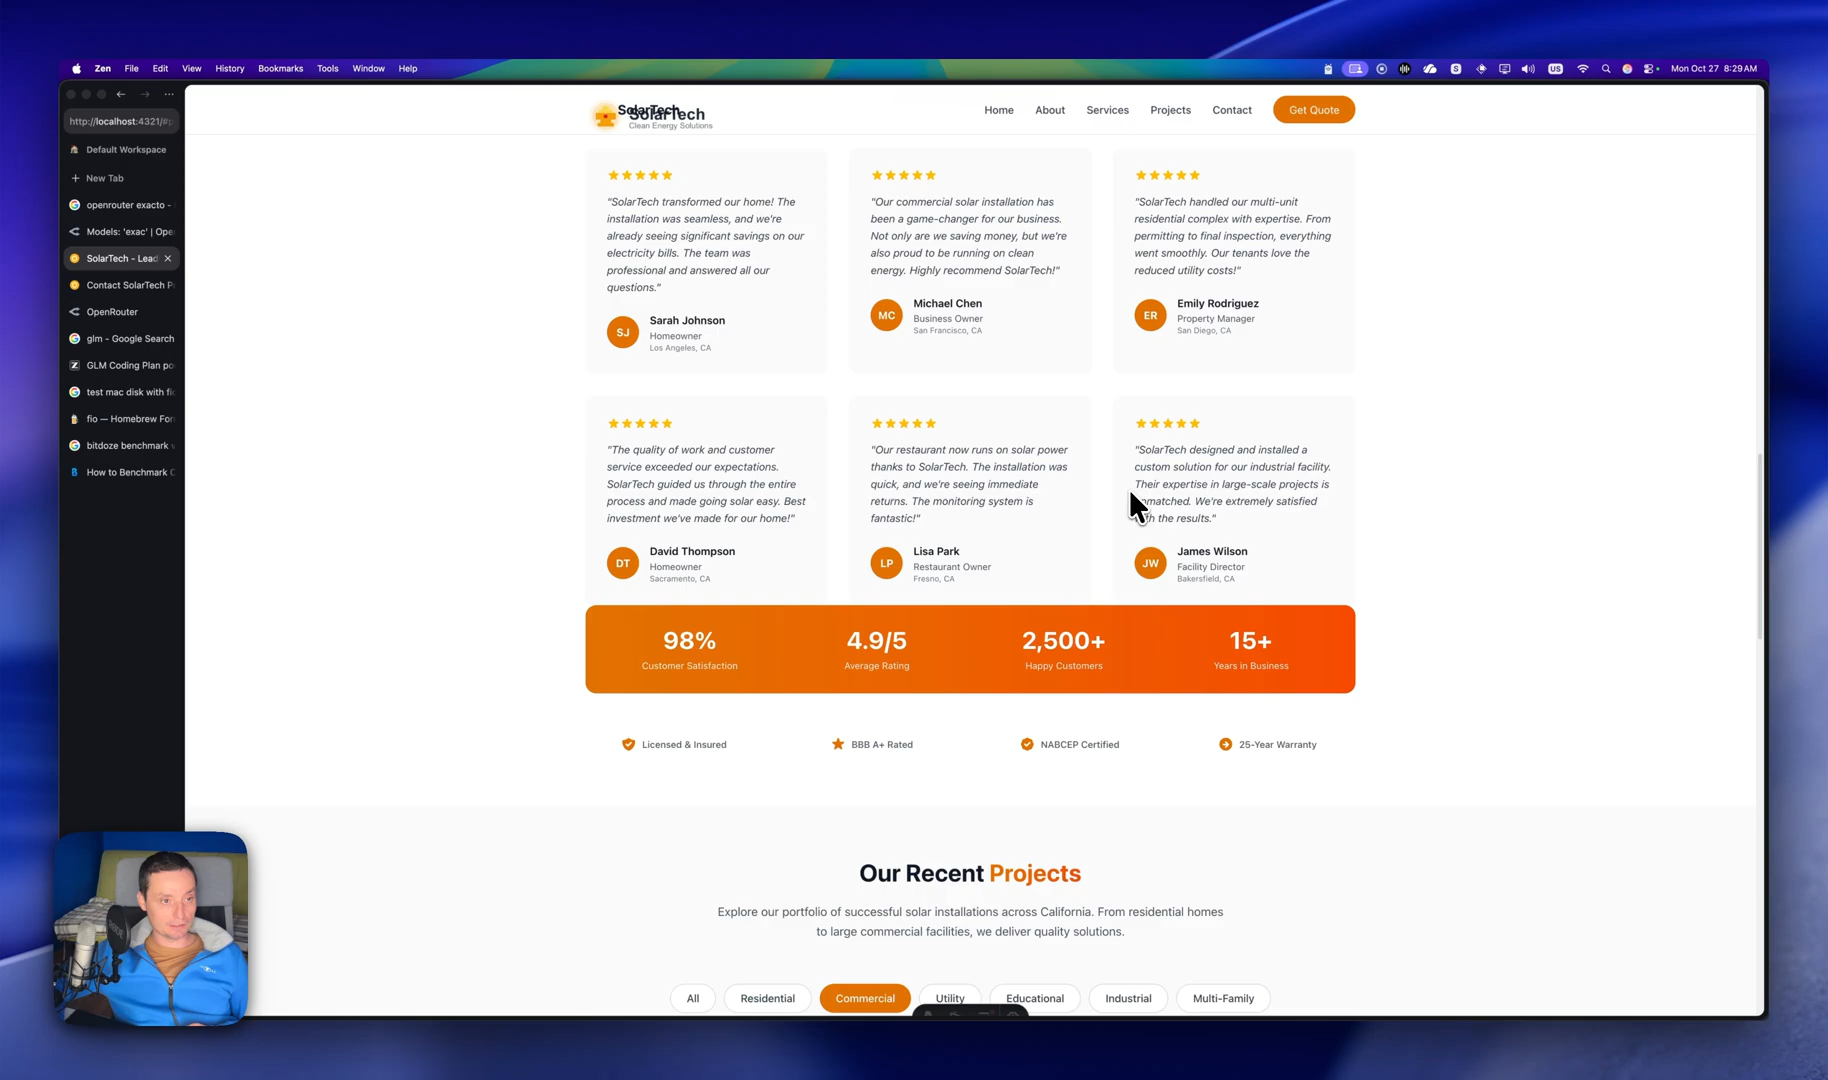 Zen File Edit View History Bookmarks Tools Window Help
S
US
Mon Oct 27 8:29 AM
http://localhost:4321/#p
Default Workspace
New Tab
openrouter exacto -
Models: 'exac' | Ope
SolarTech - Lead
Contact SolarTech P
OpenRouter
glm - Google Search
GLM Coding Plan po
test mac disk with fio
fio — Homebrew For
bitdoze benchmark
How to Benchmark
SolarTech
SolarTech
Clean Energy Solutions
Home About Services Projects Contact Get Quote
"SolarTech transformed our home! The
installation was seamless, and we're
already seeing significant savings on our
electricity bills. The team was
professional and answered all our
questions."
SJ
Sarah Johnson
Homeowner
Los Angeles, CA
"Our commercial solar installation has
been a game-changer for our business.
Not only are we saving money, but we're
also proud to be running on clean
energy. Highly recommend SolarTech!"
MC
Michael Chen
Business Owner
San Francisco, CA
"SolarTech handled our multi-unit
residential complex with expertise. From
permitting to final inspection, everything
went smoothly. Our tenants love the
reduced utility costs!"
ER
Emily Rodriguez
Property Manager
San Diego, CA
"The quality of work and customer
service exceeded our expectations.
SolarTech guided us through the entire
process and made going solar easy. Best
investment we've made for our home!"
DT
David Thompson
Homeowner
Sacramento, CA
"Our restaurant now runs on solar power
thanks to SolarTech. The installation was
quick, and we're seeing immediate
returns. The monitoring system is
fantastic!"
LP
Lisa Park
Restaurant Owner
Fresno, CA
"SolarTech designed and installed a
custom solution for our industrial facility.
Their expertise in large-scale projects is
unmatched. We're extremely satisfied
with the results."
JW
James Wilson
Facility Director
Bakersfield, CA
98%
Customer Satisfaction
4.9/5
Average Rating
2,500+
Happy Customers
15+
Years in Business
Licensed & Insured
BBB A+ Rated
NABCEP Certified
25-Year Warranty
Our Recent Projects
Explore our portfolio of successful solar installations across California. From residential homes
to large commercial facilities, we deliver quality solutions.
All Residential Commercial Utility Educational Industrial Multi-Family